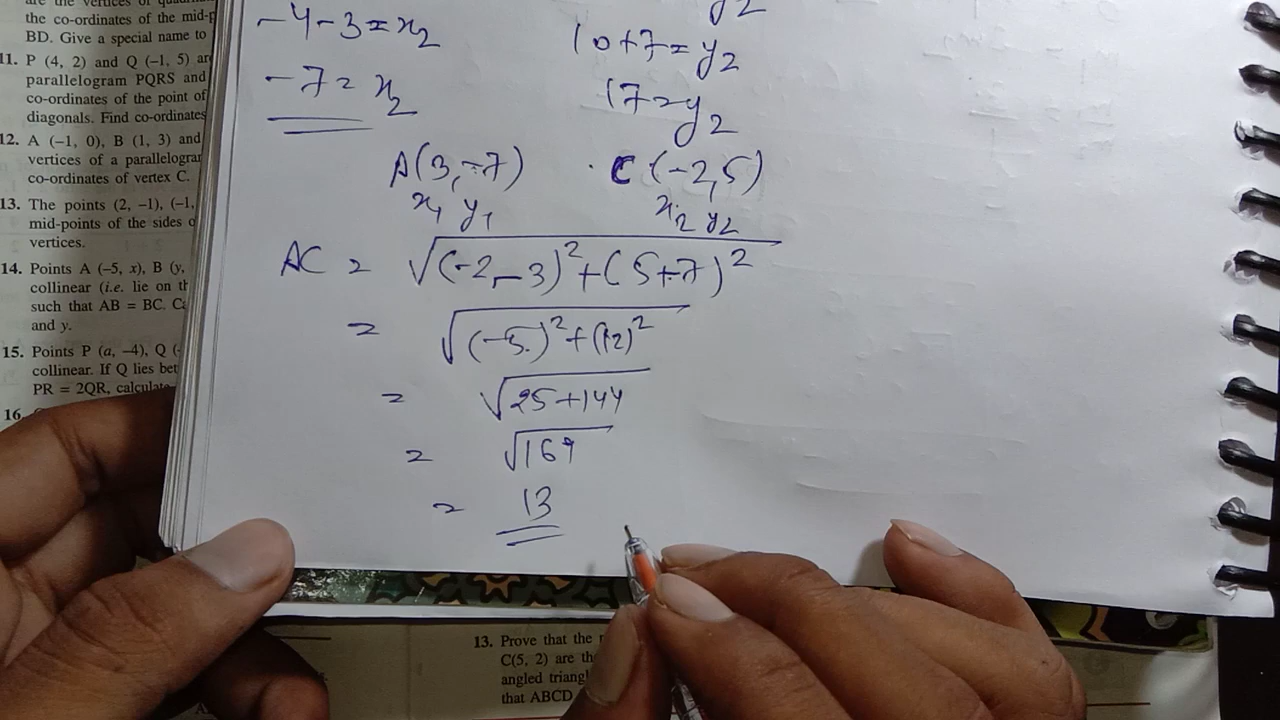 the co-ordinates of the mid-p
BD. Give a special name to
11. P (4, 2) and Q (-1, 5) ar
parallelogram PQRS and
co-ordinates of the point of
diagonals. Find co-ordinates
12. A (-1, 0), B (1, 3) and
vertices of a parallelogra
co-ordinates of vertex C.
13. The points (2, -1), (-1,
mid-points of the sides o
vertices.
14. Points A (-5, x), B (y,
collinear (i.e. lie on th
such that AB = BC. Ca
and y.
15. Points P (a, -4), Q (-
collinear. If Q lies bet
PR = 2QR, calculate
16.
y2
-4-3=x2
10+7=y2
-7=x2
17=y2
A(3,-7) C(-2,5)
x1 y1 x2 y2
AC = √(-2-3)²+(5+7)²
= √(-5)²+(12)²
= √25+144
= √169
= 13
13. Prove that the
C(5, 2) are th
angled triangl
that ABCD